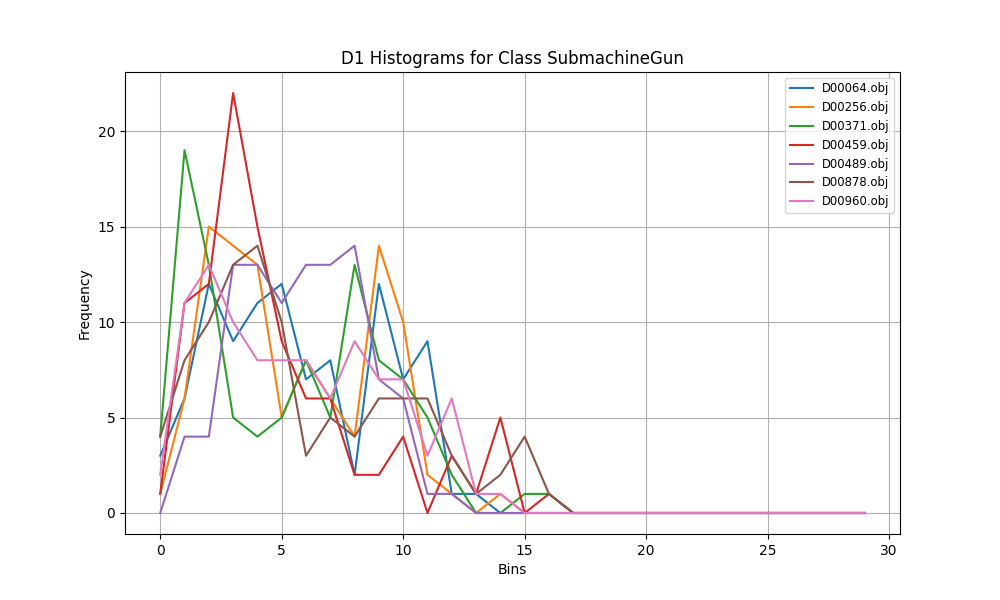 D1 Histograms for Class SubmachineGun
D00064.obj
D00256.obj
D00371.obj
D00459.obj
D00489.obj
D00878.obj
D00960.obj
Frequency
20
15
10
5
0
0 5 10 15 20 25 30
Bins